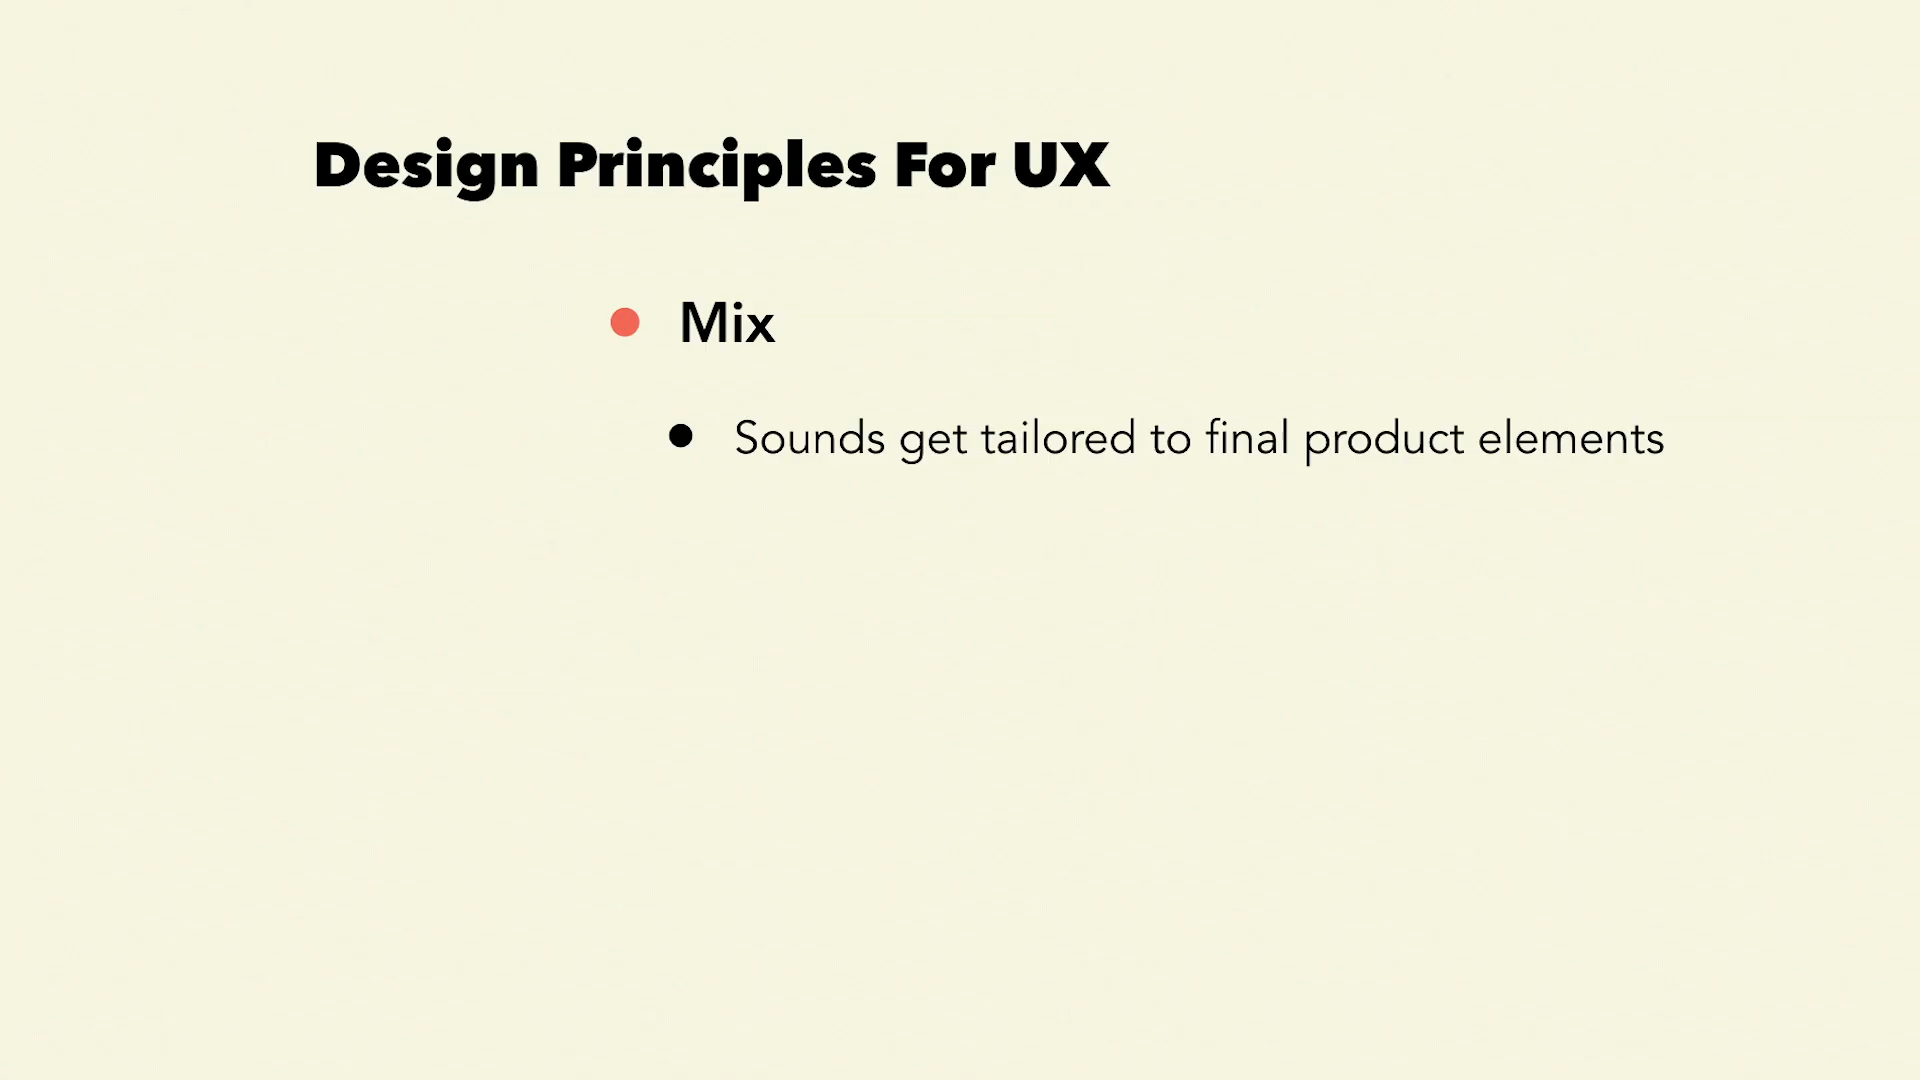 Design Principles For UX
Mix
Sounds get tailored to final product elements